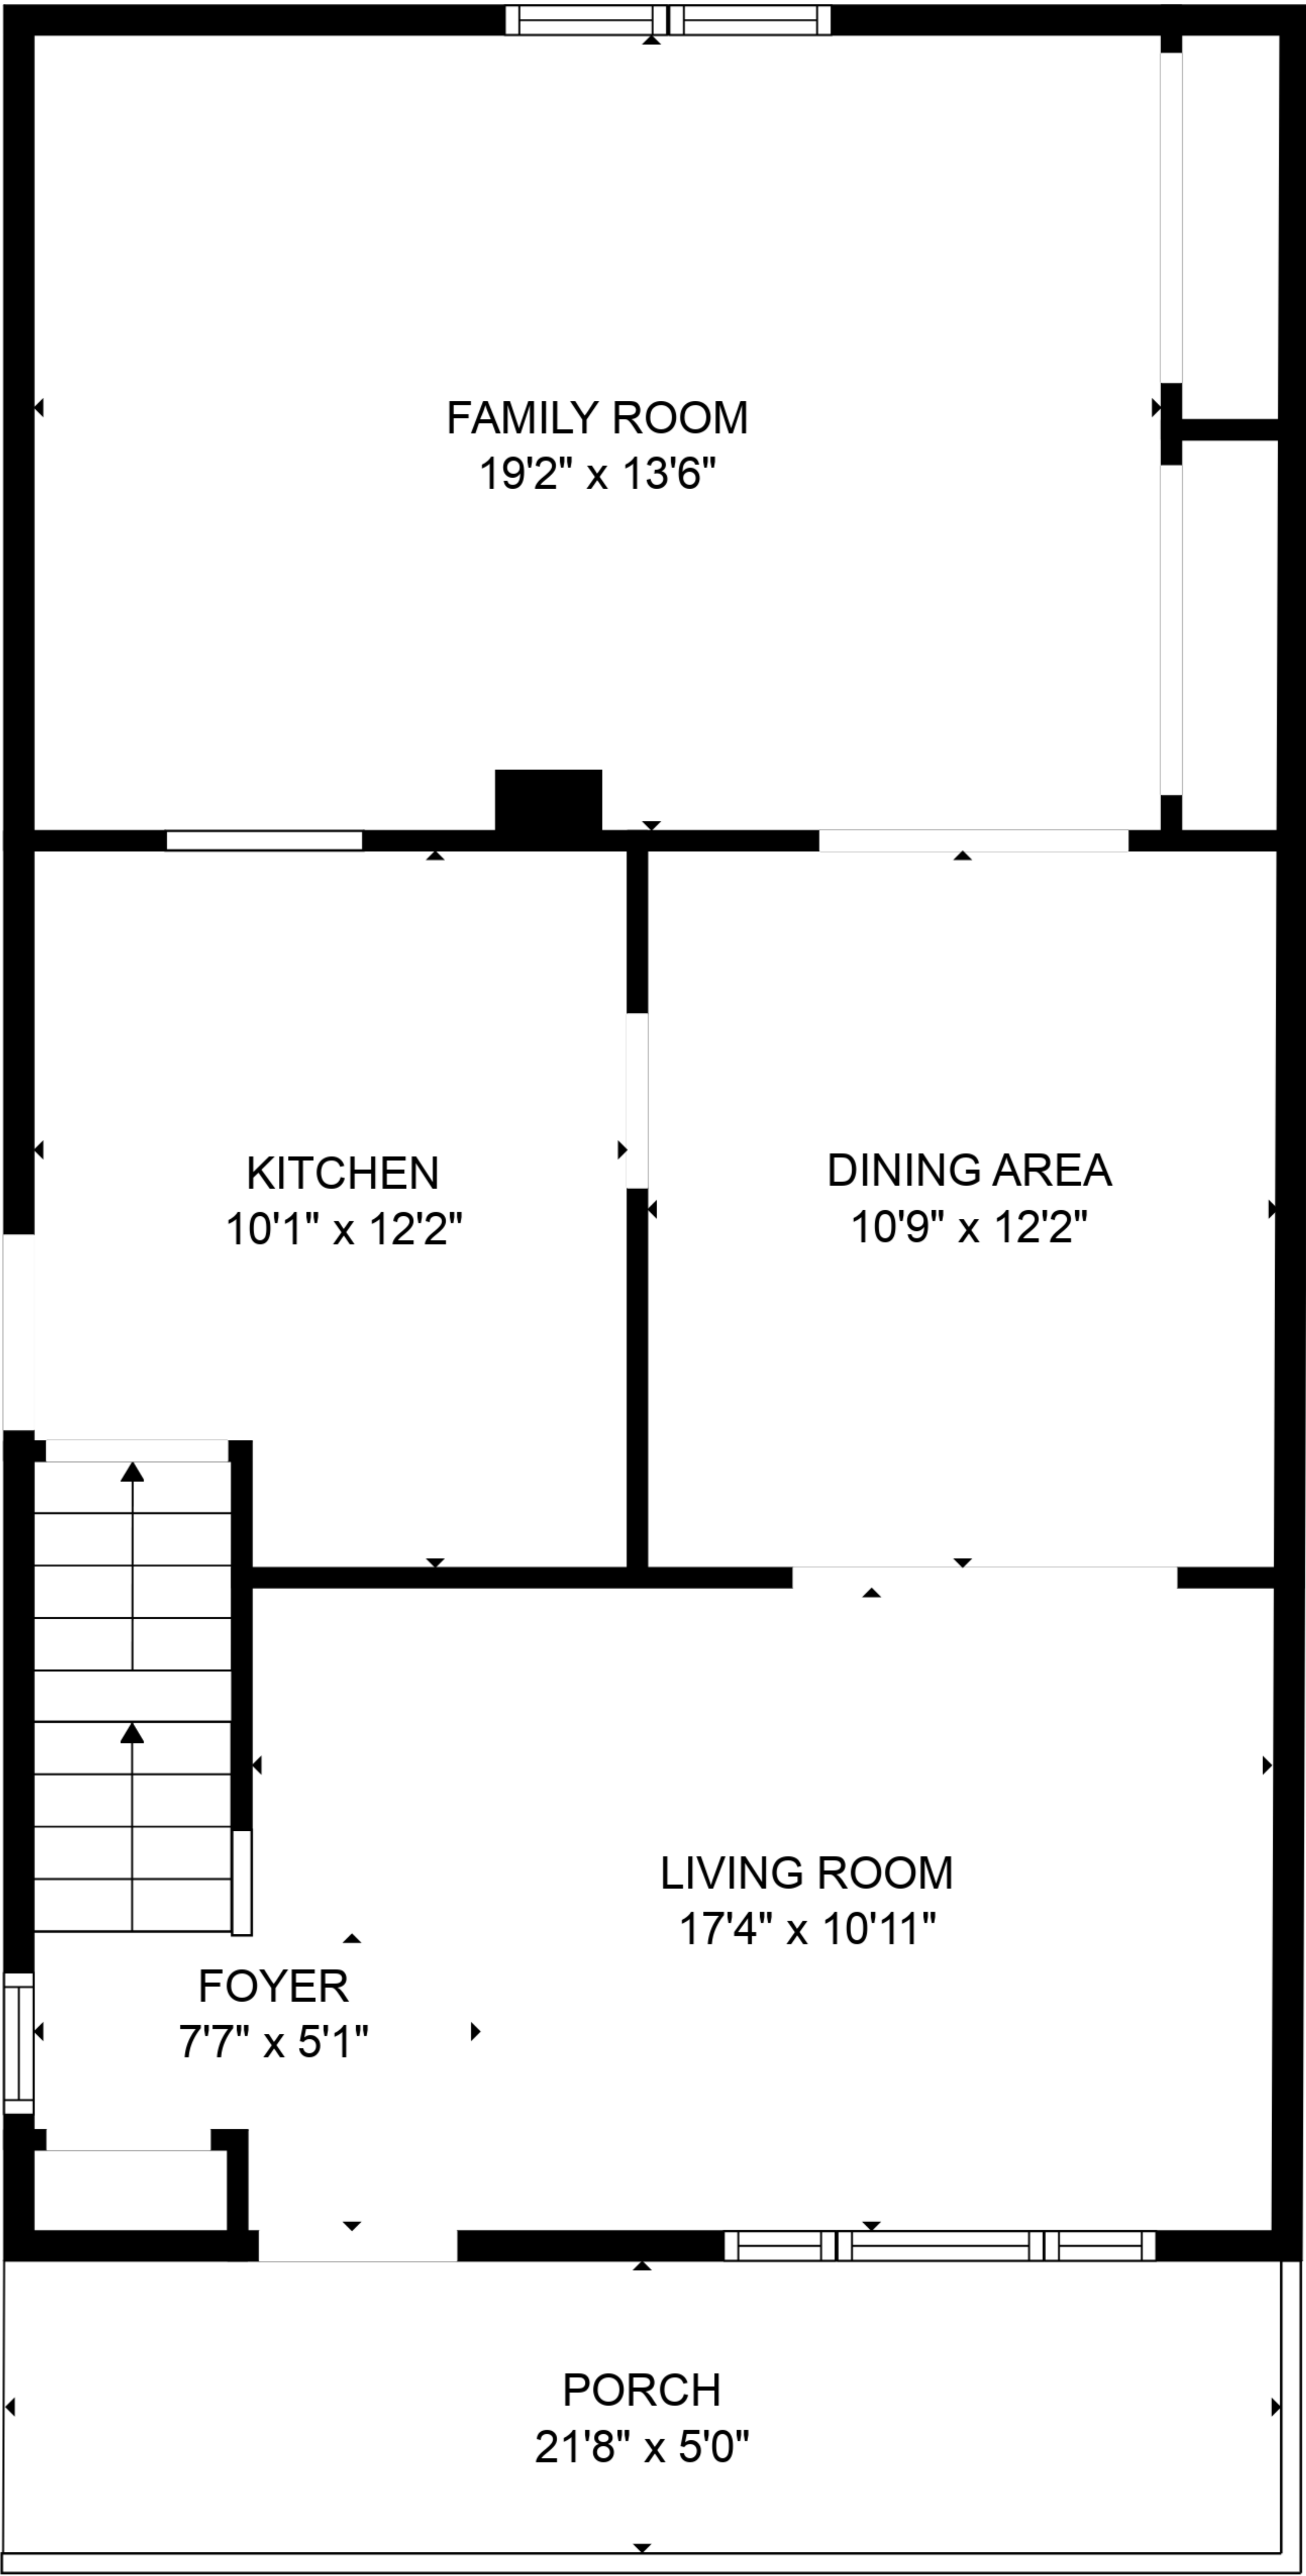 FAMILY ROOM
19'2" x 13'6"
KITCHEN
10'1" x 12'2"
DINING AREA
10'9" x 12'2"
LIVING ROOM
17'4" x 10'11"
FOYER
7'7" x 5'1"
PORCH
21'8" x 5'0"